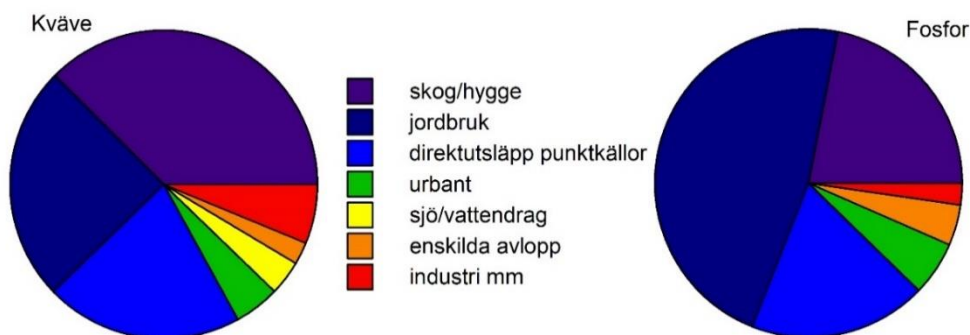 Kväve
Fosfor
skog/hygge
jordbruk
direktutsläpp punktkällor
urbant
sjö/vattendrag
enskilda avlopp
industri mm